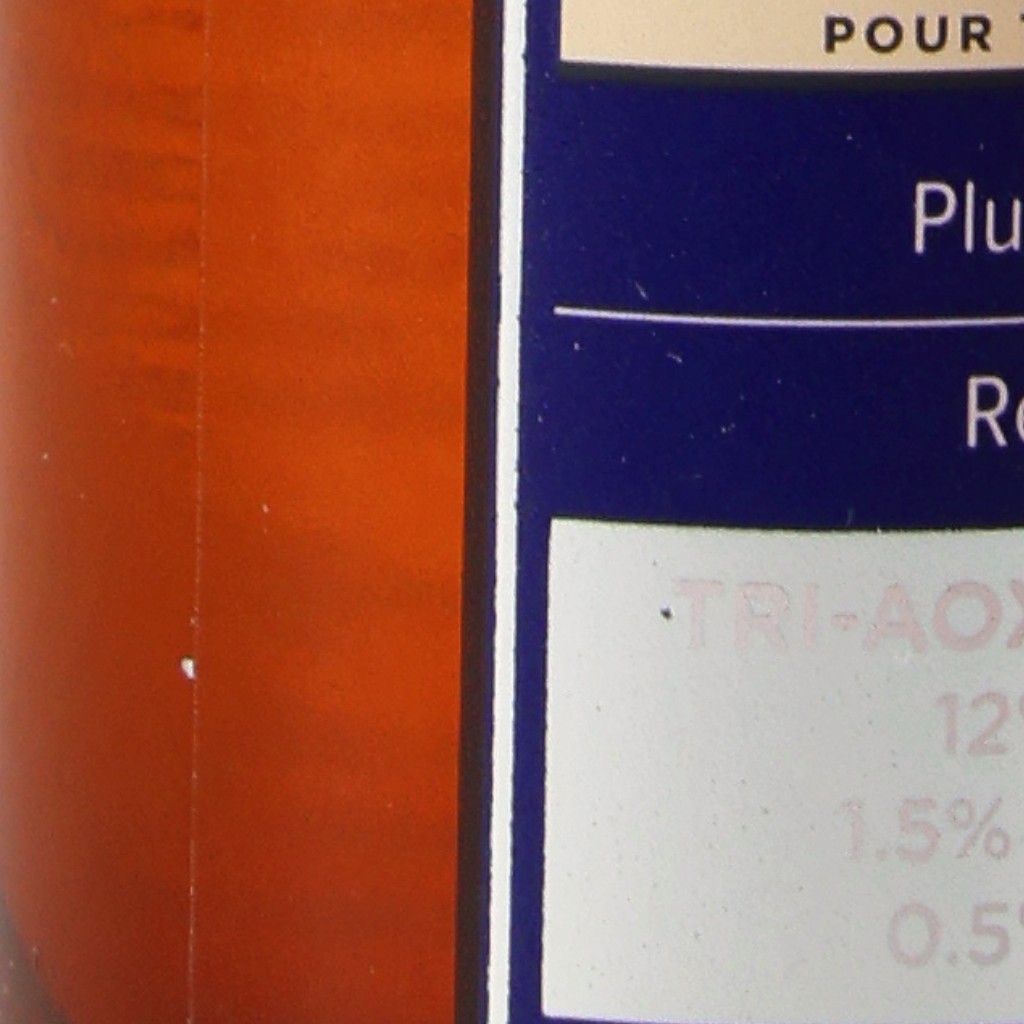 POUR
Plu
Re
TRI-AOX
12%
1.5%
0.5%